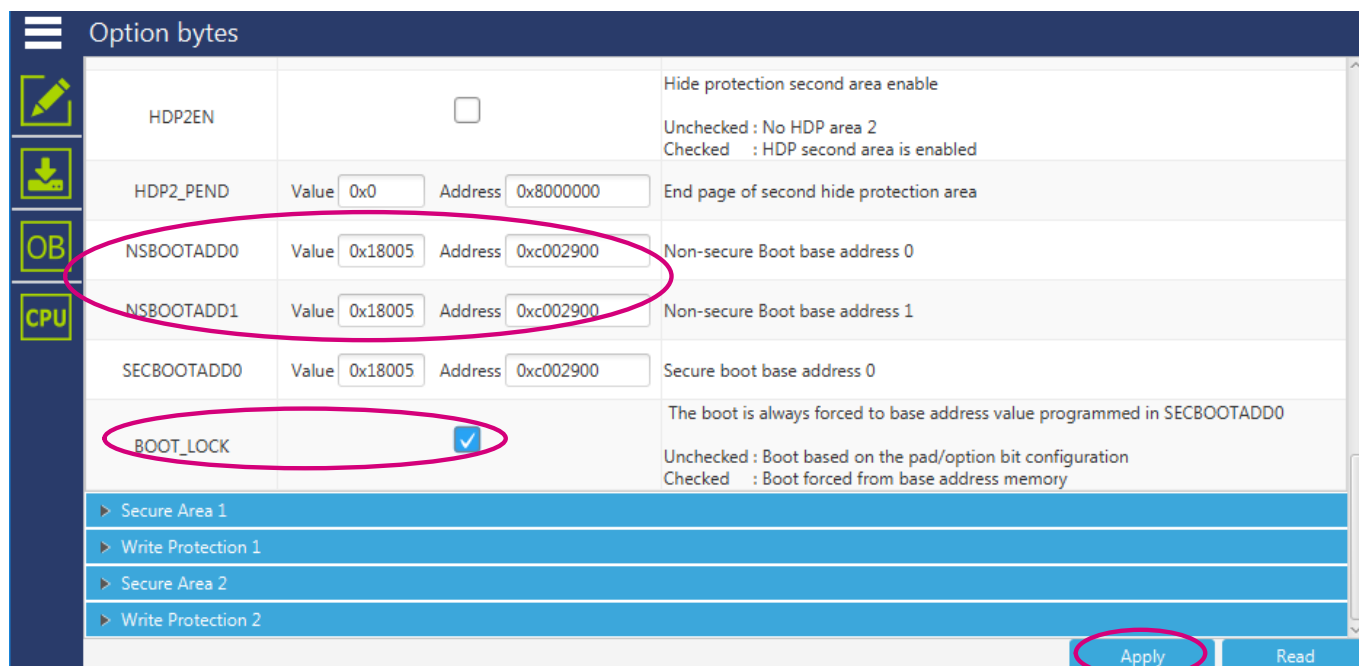 Option bytes
Hide protection second area enable
HDP2EN
Unchecked : No HDP area 2
Checked : HDP second area is enabled
HDP2_PEND Value 0x0 Address 0x8000000 End page of second hide protection area
OB
NSBOOTADD0 Value 0x18005 Address 0xc002900 Non-secure Boot base address 0
CPU
NSBOOTADD1 Value 0x18005 Address 0xc002900 Non-secure Boot base address 1
SECBOOTADD0 Value 0x18005 Address 0xc002900 Secure boot base address 0
The boot is always forced to base address value programmed in SECBOOTADD0
BOOT_LOCK
Unchecked : Boot based on the pad/option bit configuration
Checked : Boot forced from base address memory
Secure Area 1
Write Protection 1
Secure Area 2
Write Protection 2
Apply Read